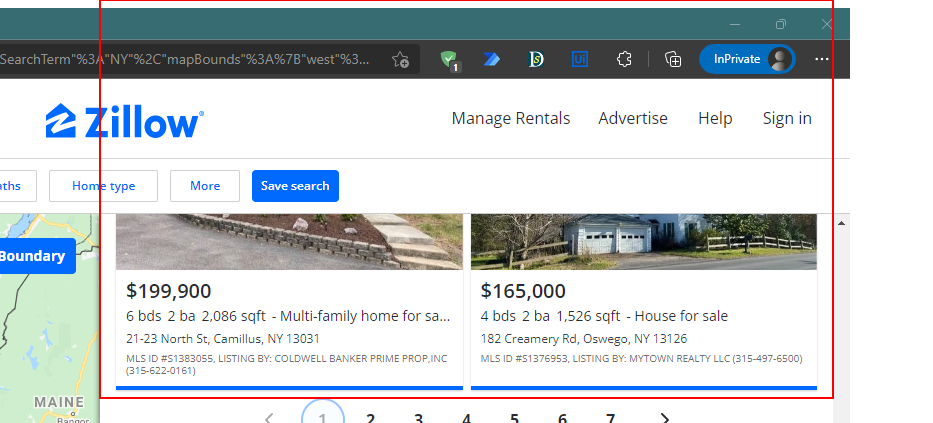 SearchTerm"%3A"NY"%2C"mapBounds"%3A%7B"west"%3...
1
Ui
InPrivate
Zillow
Manage Rentals Advertise Help Sign in
aths
Home type
More
Save search
Boundary
$199,900
6 bds 2 ba 2,086 sqft - Multi-family home for sa...
21-23 North St, Camillus, NY 13031
MLS ID #S1383055, LISTING BY: COLDWELL BANKER PRIME PROP,INC
(315-622-0161)
$165,000
4 bds 2 ba 1,526 sqft - House for sale
182 Creamery Rd, Oswego, NY 13126
MLS ID #S1376953, LISTING BY: MYTOWN REALTY LLC (315-497-6500)
MAINE
Bangor
1 2 3 4 5 6 7